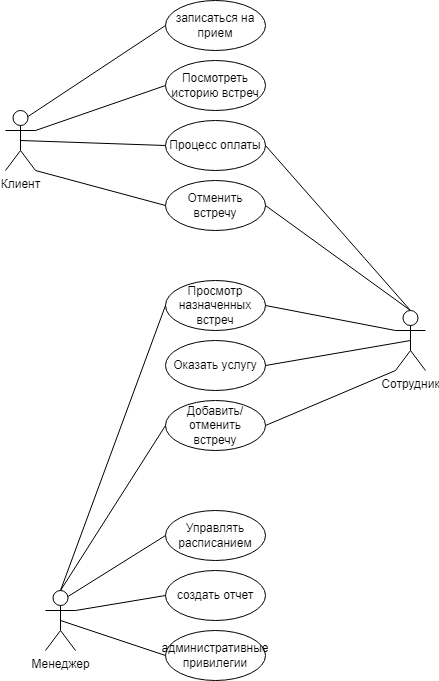 записаться на
прием
Посмотреть
историю встреч
Процесс оплаты
Клиент
Отменить
встречу
Просмотр
назначенных
встреч
Оказать услугу
Сотрудник
Добавить/
отменить
встречу
Управлять
расписанием
создать отчет
административные
привилегии
Менеджер